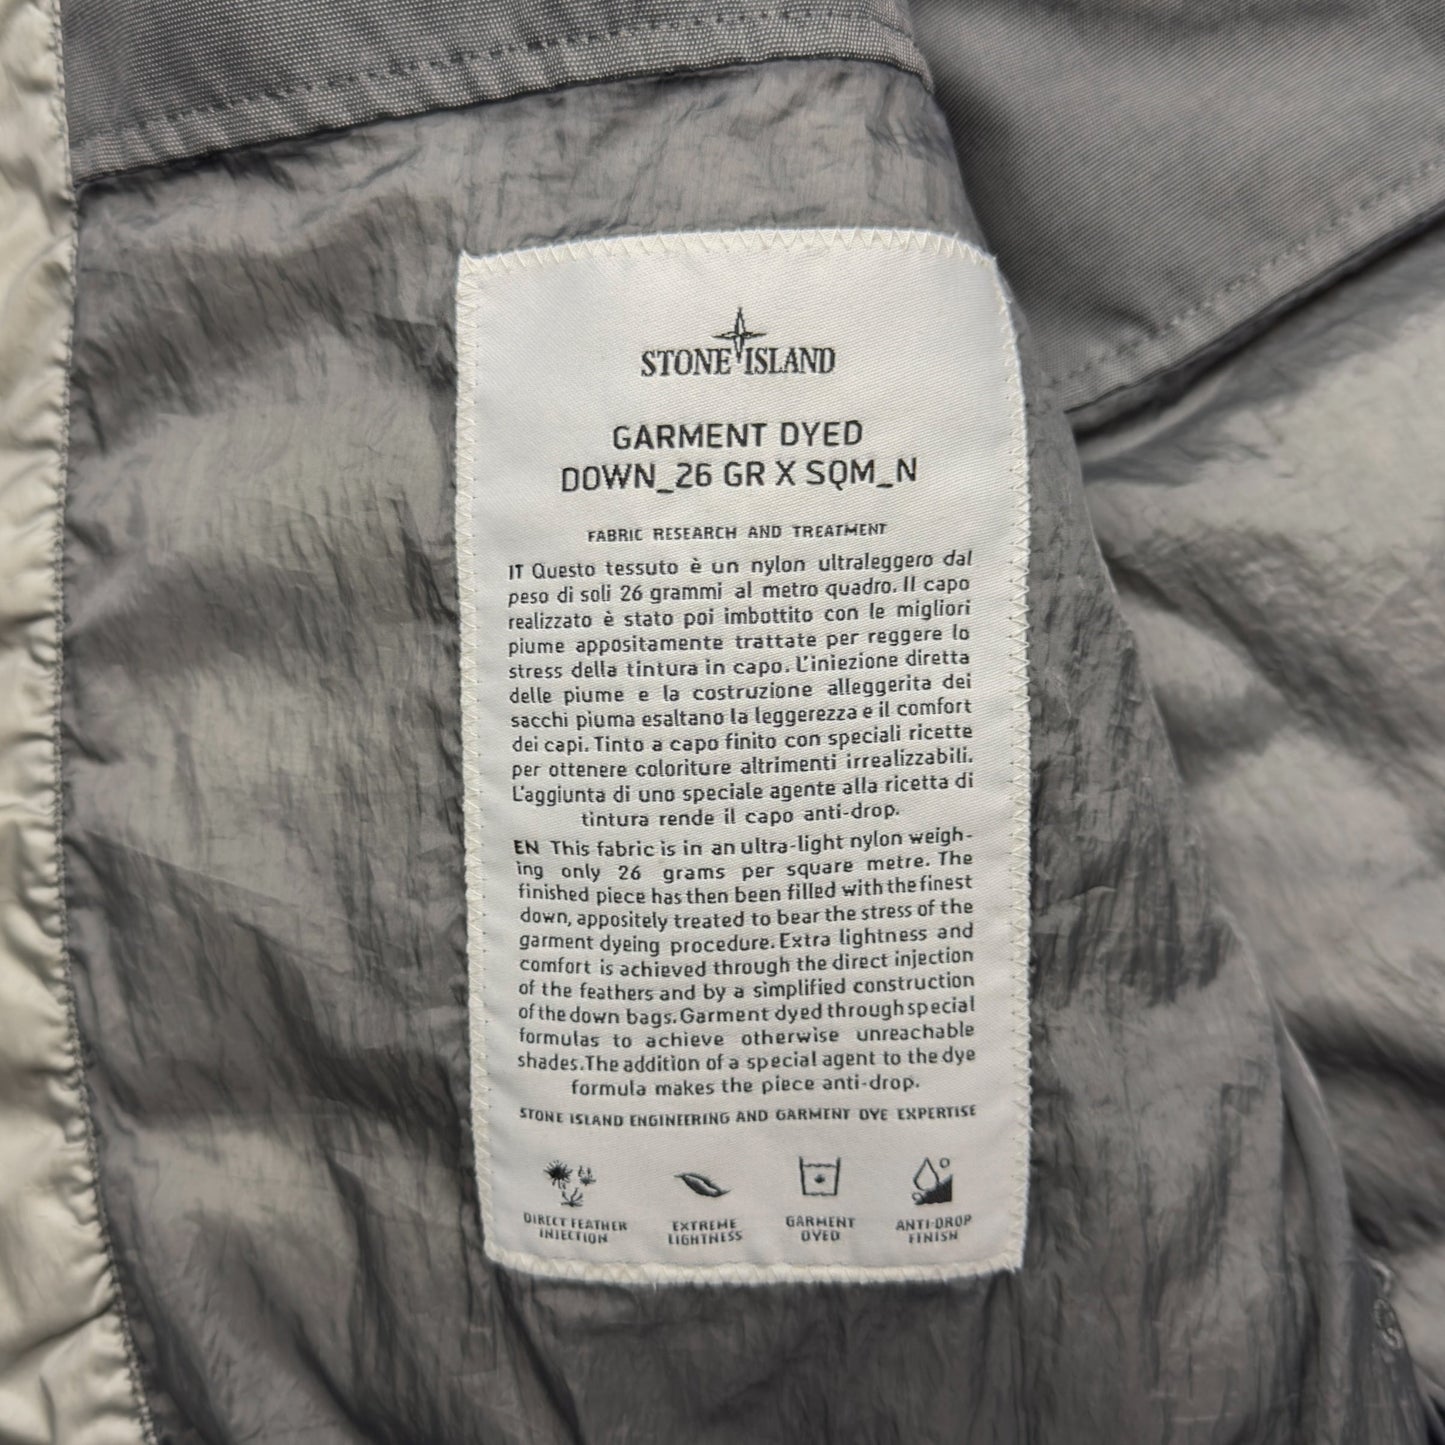 STONE ISLAND
GARMENT DYED
DOWN_26 GR X SQM_N
FABRIC RESEARCH AND TREATMENT
IT Questo tessuto è un nylon ultraleggero dal
peso di soli 26 grammi al metro quadro. Il capo
realizzato è stato poi imbottito con le migliori
piume appositamente trattate per reggere lo
stress della tintura in capo. L'iniezione diretta
delle piume e la costruzione alleggerita dei
sacchi piuma esaltano la leggerezza e il comfort
dei capi. Tinto a capo finito con speciali ricette
per ottenere coloriture altrimenti irrealizzabili.
L'aggiunta di uno speciale agente alla ricetta di
tintura rende il capo anti-drop.
EN This fabric is in an ultra-light nylon weigh-
ing only 26 grams per square metre. The
finished piece has then been filled with the finest
down, appositely treated to bear the stress of the
garment dyeing procedure. Extra lightness and
comfort is achieved through the direct injection
of the feathers and by a simplified construction
of the down bags. Garment dyed through special
formulas to achieve otherwise unreachable
shades. The addition of a special agent to the dye
formula makes the piece anti-drop.
STONE ISLAND ENGINEERING AND GARMENT DYE EXPERTISE
DIRECT FEATHER
INJECTION
EXTREME
LIGHTNESS
GARMENT
DYED
ANTI-DROP
FINISH